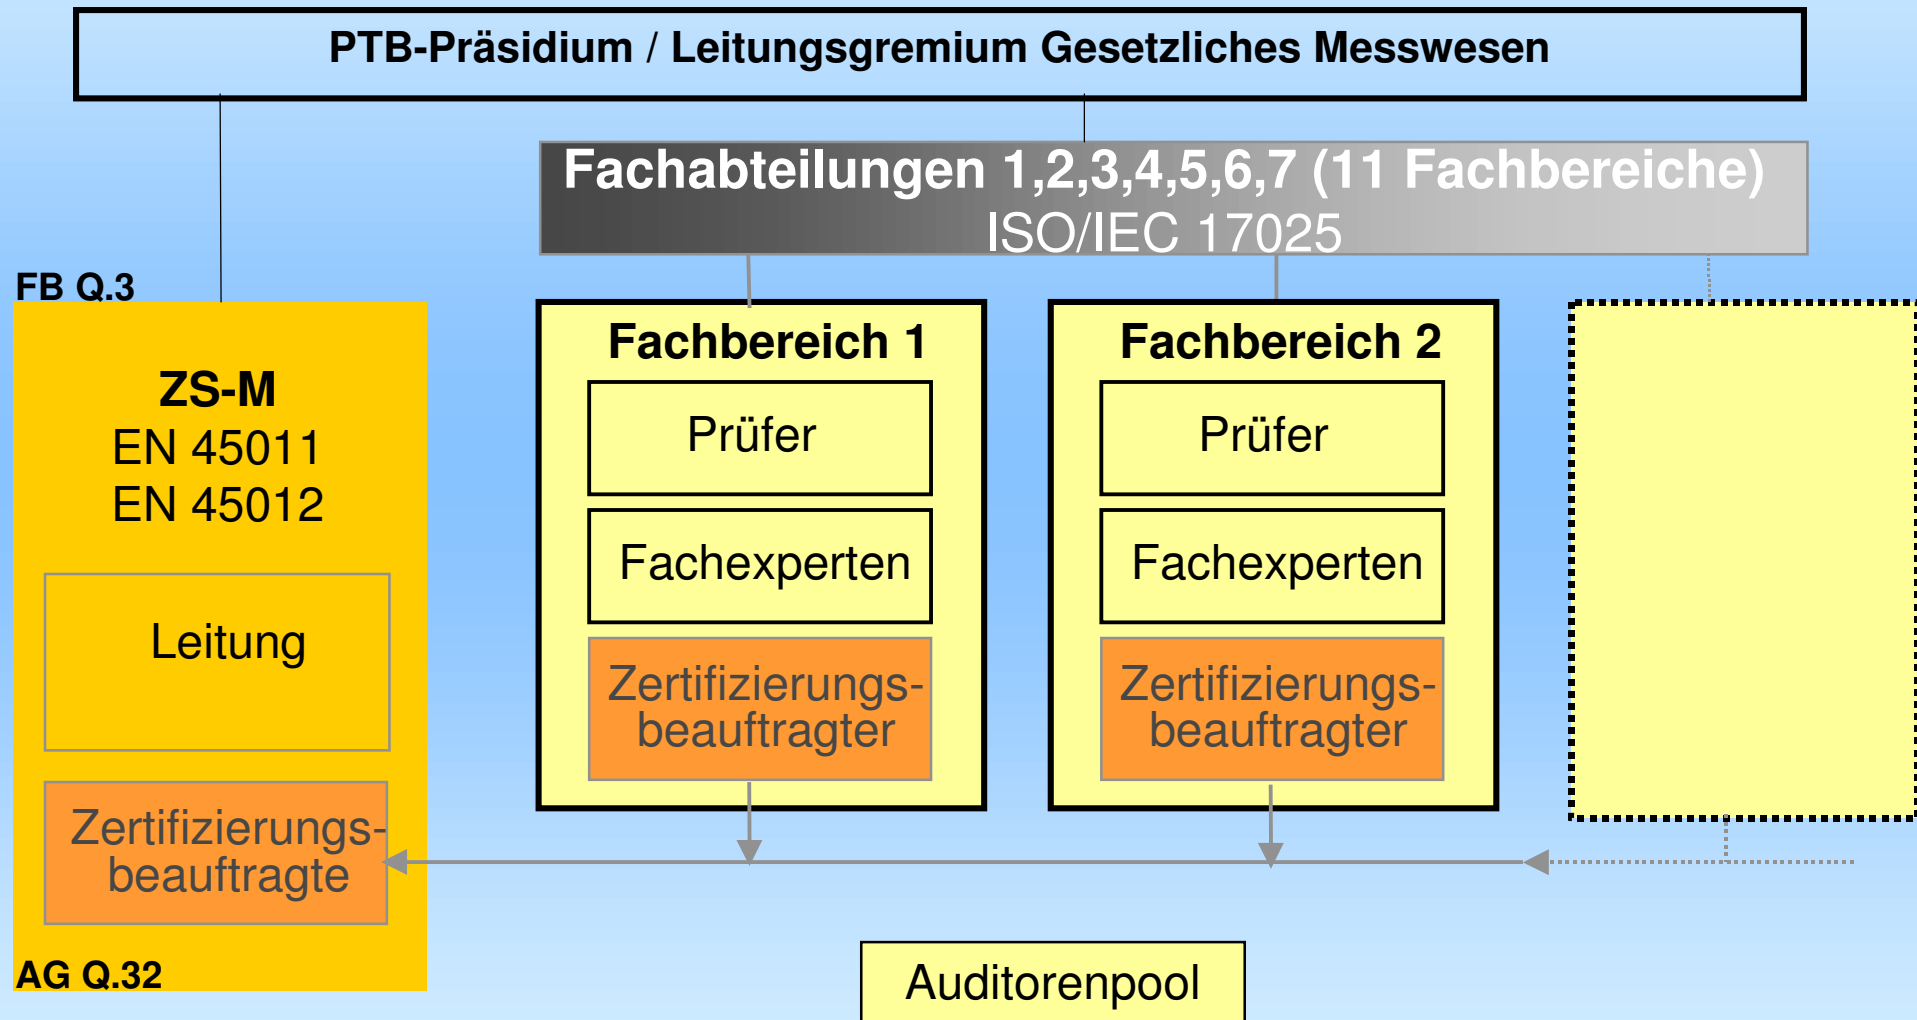 PTB-Präsidium / Leitungsgremium Gesetzliches Messwesen
Fachabteilungen 1,2,3,4,5,6,7 (11 Fachbereiche)
ISO/IEC 17025
FB Q.3
ZS-M
EN 45011
EN 45012
Leitung
Zertifizierungs-
beauftragte
AG Q.32
Fachbereich 1
Prüfer
Fachexperten
Zertifizierungs-
beauftragter
Fachbereich 2
Prüfer
Fachexperten
Zertifizierungs-
beauftragter
Auditorenpool